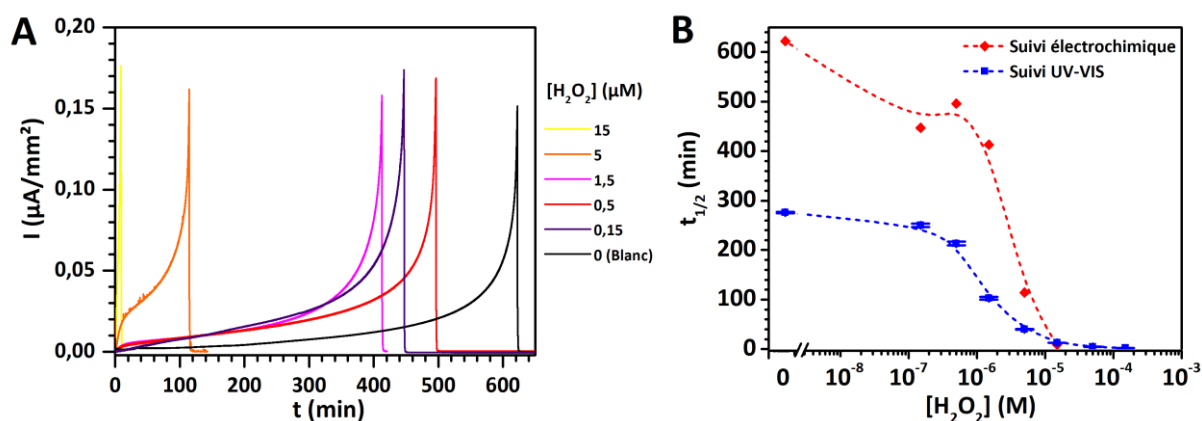 A
I (µA/mm²)
0,20
0,15
0,10
0,05
0,00
0 100 200 300 400 500 600
t (min)
[H₂O₂] (µM)
15
5
1,5
0,5
0,15
0 (Blanc)
B
t₁/₂ (min)
600
500
400
300
200
100
0
0 10⁻⁸ 10⁻⁷ 10⁻⁶ 10⁻⁵ 10⁻⁴ 10⁻³
[H₂O₂] (M)
Suivi électrochimique
Suivi UV-VIS